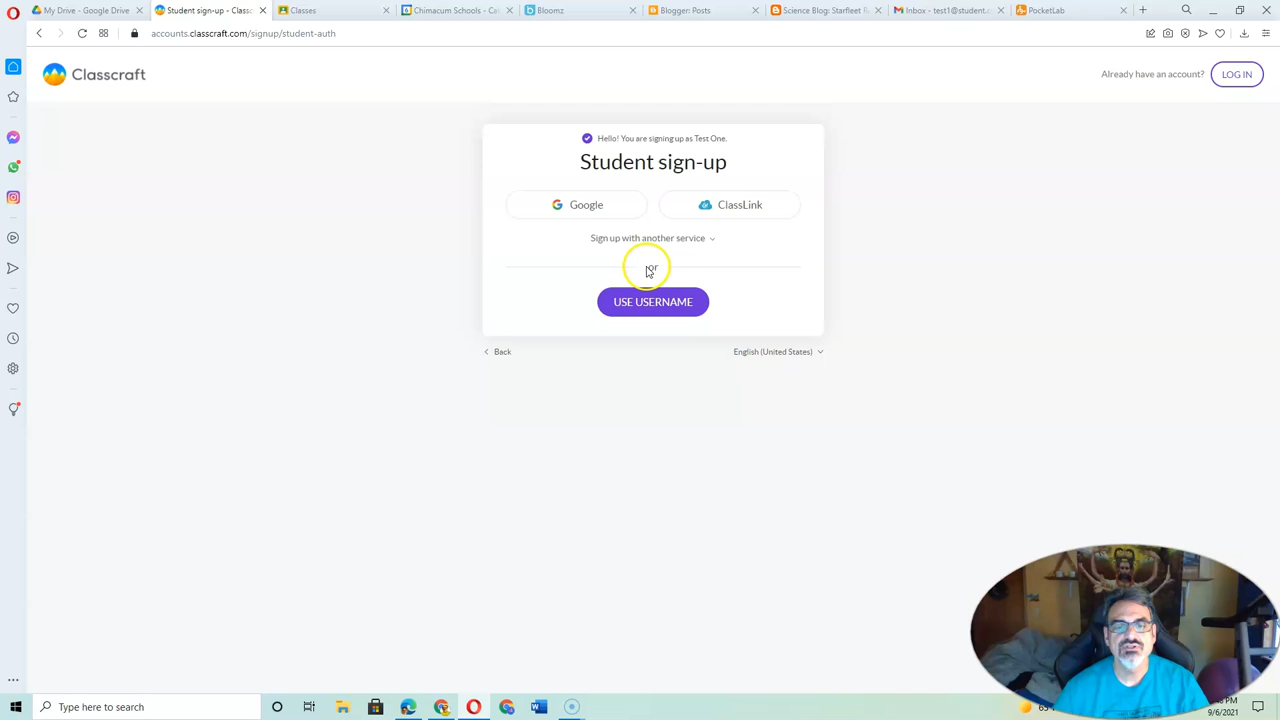 My Drive - Google Drive
Student sign-up - Classc
Classes
Chimacum Schools - Cal
Bloomz
Blogger: Posts
Science Blog: Starfleet
Inbox - test1@student.c
PocketLab
accounts.classcraft.com/signup/student-auth
Classcraft
Already have an account?
LOG IN
Hello! You are signing up as Test One.
Student sign-up
Google
ClassLink
Sign up with another service
or
USE USERNAME
Back
English (United States)
Type here to search
9/6/2021